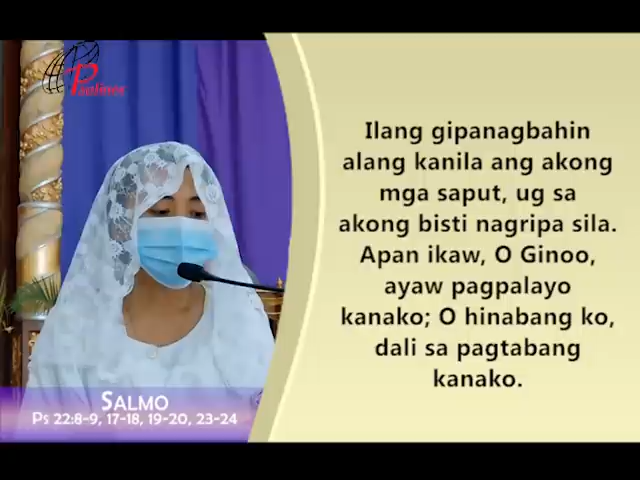 Paulines
Ilang gipanagbahin
alang kanila ang akong
mga saput, ug sa
akong bisti nagripa sila.
Apan ikaw, O Ginoo,
ayaw pagpalayo
kanako; O hinabang ko,
dali sa pagtabang
kanako.
SALMO
Ps 22:8-9, 17-18, 19-20, 23-24